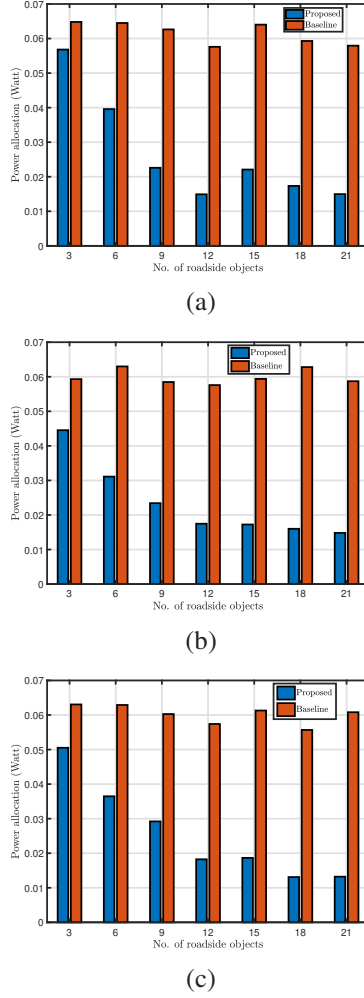 0.07
Proposed
Baseline
0.06
0.05
0.04
0.03
0.02
0.01
0
Power allocation (Watt)
3 6 9 12 15 18 21
No. of roadside objects
(a)
0.07
Proposed
Baseline
0.06
0.05
0.04
0.03
0.02
0.01
0
Power allocation (Watt)
3 6 9 12 15 18 21
No. of roadside objects
(b)
0.07
Proposed
Baseline
0.06
0.05
0.04
0.03
0.02
0.01
0
Power allocation (Watt)
3 6 9 12 15 18 21
No. of roadside objects
(c)